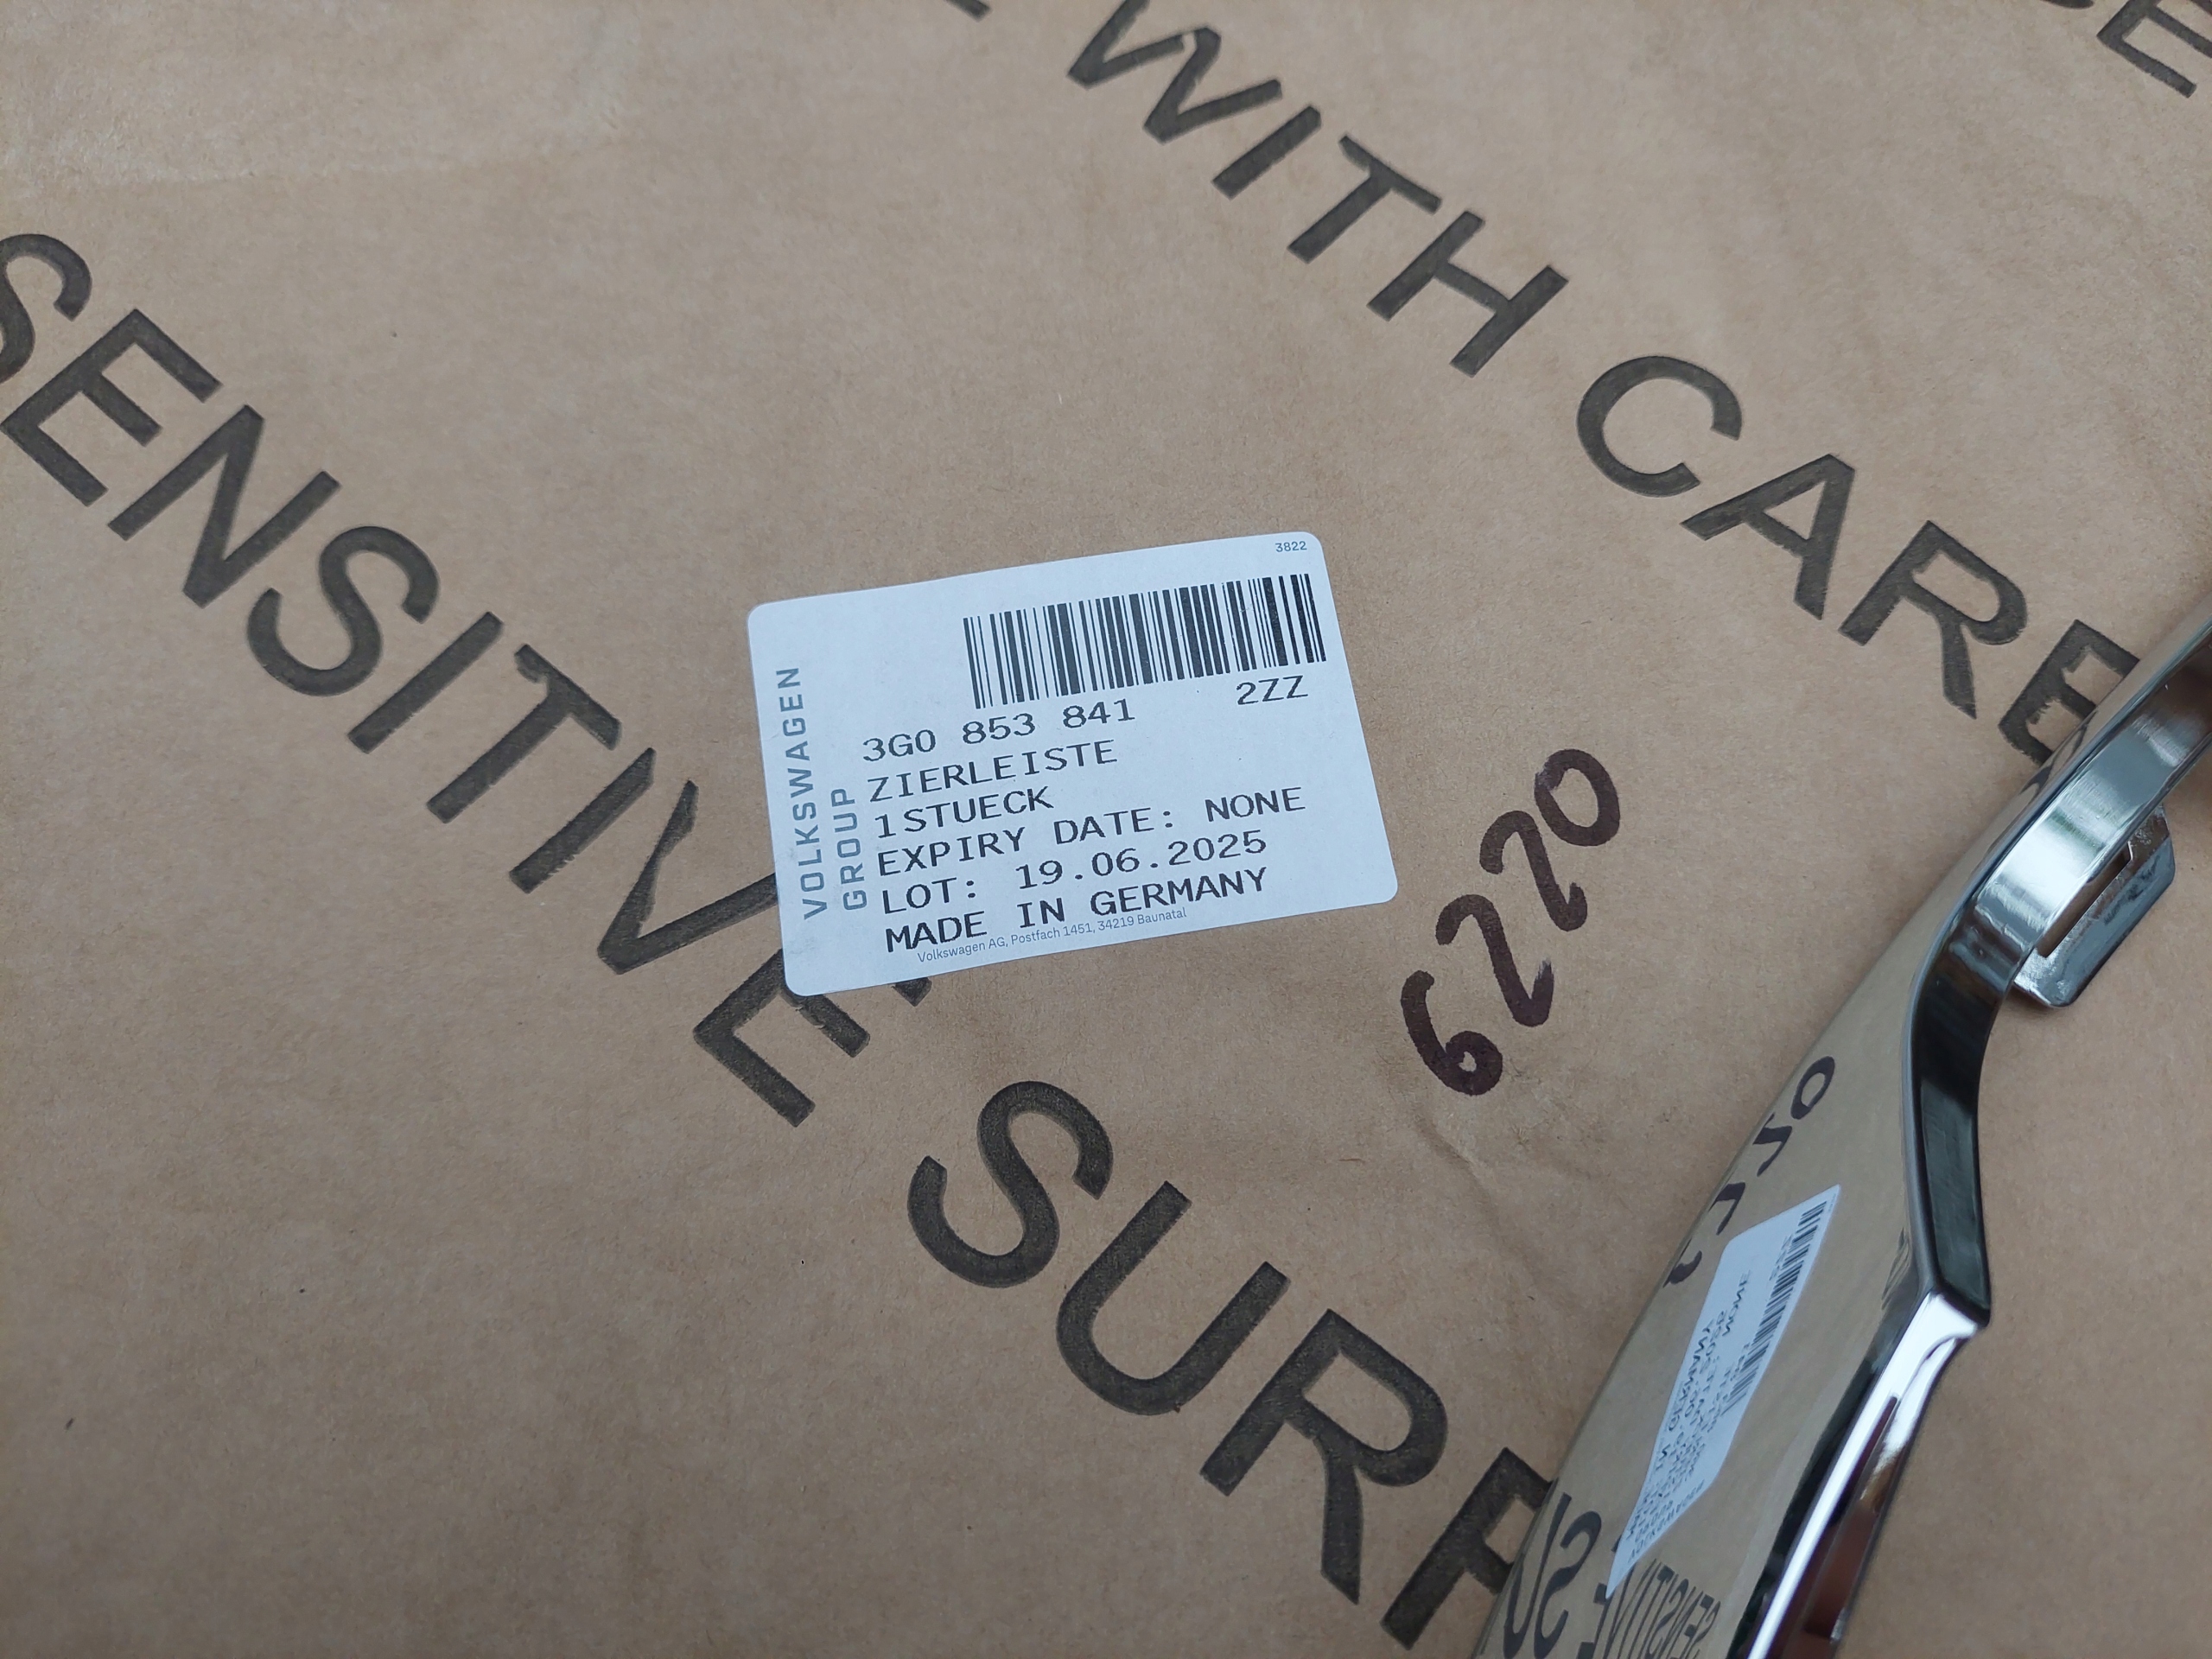 WITH CARE
SENSITIVE SURF
3822
VOLKSWAGEN
GROUP
3G0 853 841 2ZZ
ZIERLEISTE
1STUECK
EXPIRY DATE: NONE
LOT: 19.06.2025
MADE IN GERMANY
Volkswagen AG, Postfach 1451, 34219 Baunatal
6220